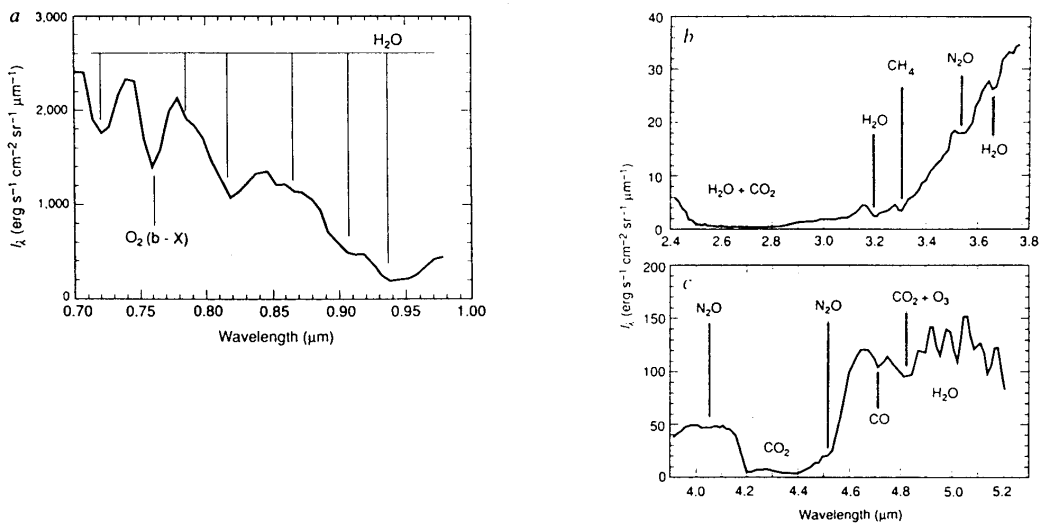 a
3,000
2,000
1,000
0
H₂O
O₂ (b - X)
I_λ (erg s⁻¹ cm⁻² sr⁻¹ μm⁻¹)
0.70 0.75 0.80 0.85 0.90 0.95 1.00
Wavelength (μm)
b
40
30
20
10
0
H₂O + CO₂
H₂O
CH₄
N₂O
H₂O
2.4 2.6 2.8 3.0 3.2 3.4 3.6 3.8
I_λ (erg s⁻¹ cm⁻² sr⁻¹ μm⁻¹)
c
200
150
100
50
0
N₂O
CO₂
N₂O
CO₂ + O₃
CO
H₂O
4.0 4.2 4.4 4.6 4.8 5.0 5.2
Wavelength (μm)